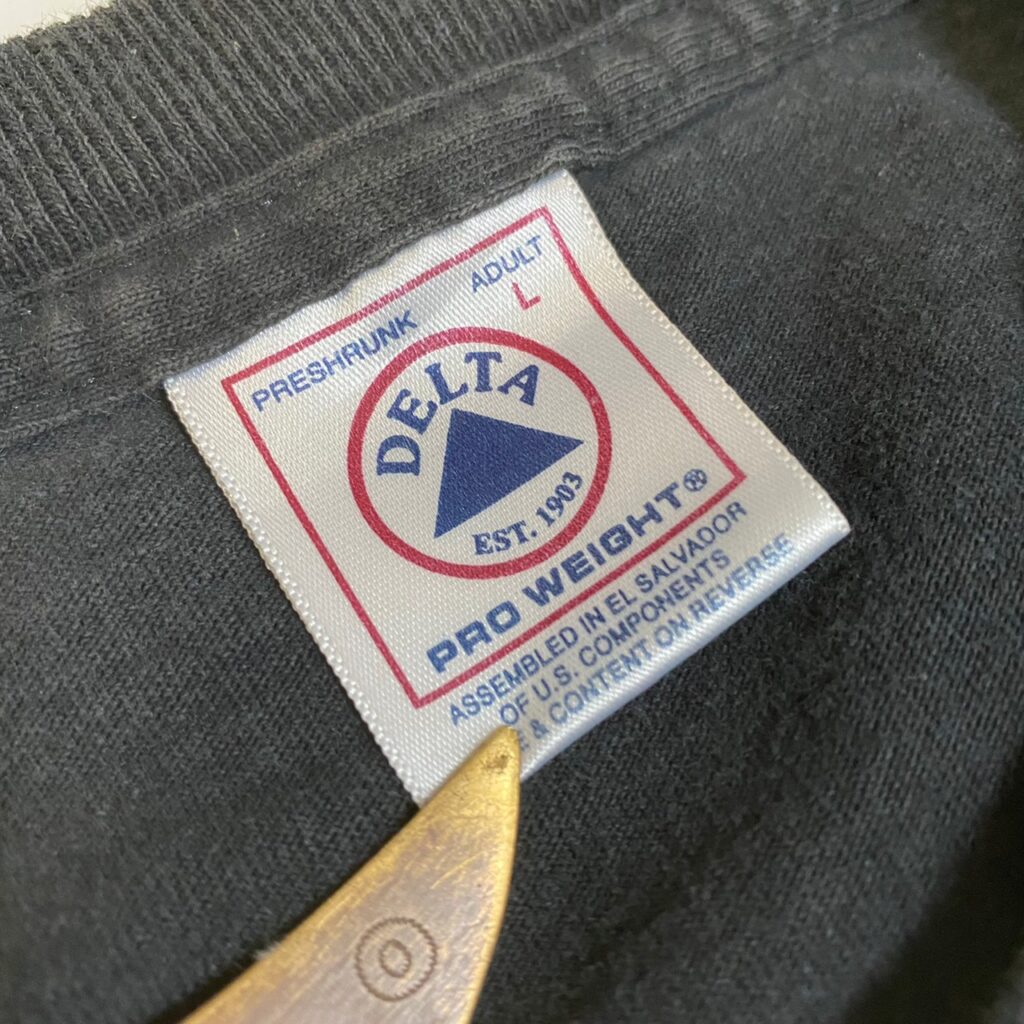 PRESHRUNK
ADULT
L
DELTA
EST. 1903
PRO WEIGHT®
ASSEMBLED IN EL SALVADOR
OF U.S. COMPONENTS
& CONTENT ON REVERSE
O